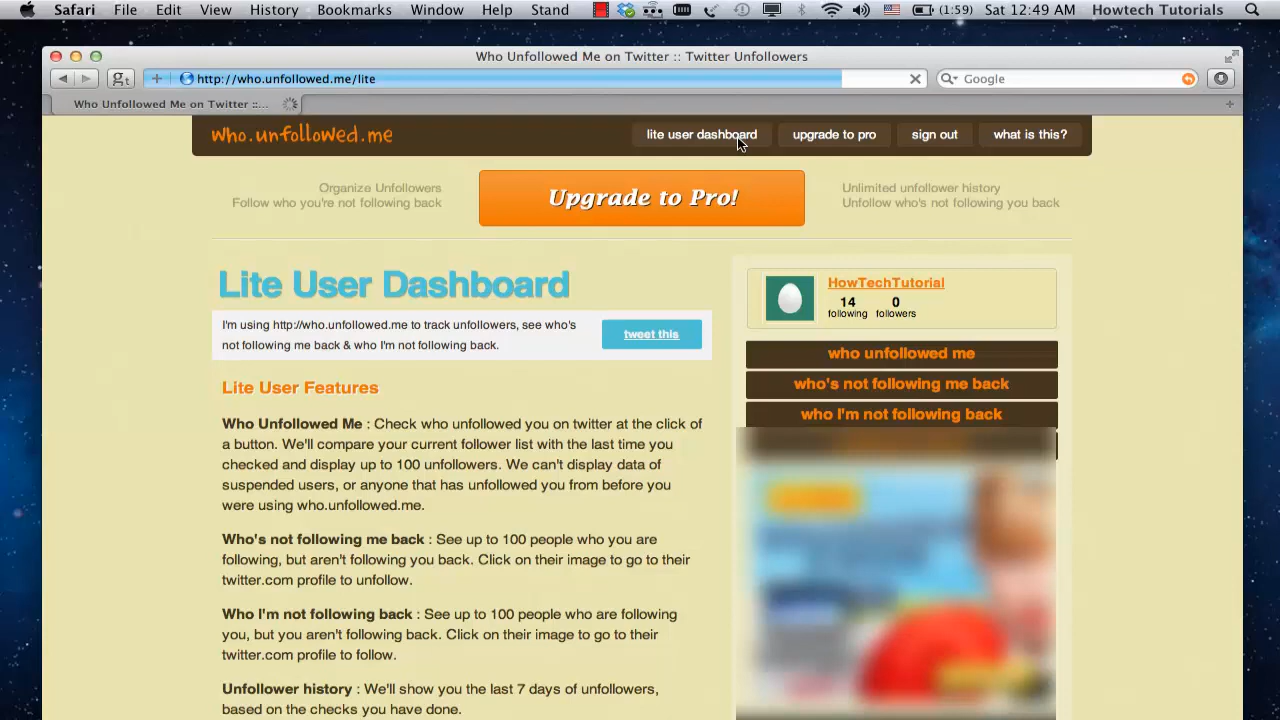 Safari File Edit View History Bookmarks Window Help Stand (1:59) Sat 12:49 AM Howtech Tutorials
Who Unfollowed Me on Twitter :: Twitter Unfollowers
gt
http://who.unfollowed.me/lite
Google
Who Unfollowed Me on Twitter ::...
who.unfollowed.me
lite user dashboard
upgrade to pro
sign out
what is this?
Organize Unfollowers
Follow who you're not following back
Upgrade to Pro!
Unlimited unfollower history
Unfollow who's not following you back
Lite User Dashboard
I'm using http://who.unfollowed.me to track unfollowers, see who's
not following me back & who I'm not following back.
tweet this
Lite User Features
Who Unfollowed Me : Check who unfollowed you on twitter at the click of
a button. We'll compare your current follower list with the last time you
checked and display up to 100 unfollowers. We can't display data of
suspended users, or anyone that has unfollowed you from before you
were using who.unfollowed.me.
Who's not following me back : See up to 100 people who you are
following, but aren't following you back. Click on their image to go to their
twitter.com profile to unfollow.
Who I'm not following back : See up to 100 people who are following
you, but you aren't following back. Click on their image to go to their
twitter.com profile to follow.
Unfollower history : We'll show you the last 7 days of unfollowers,
based on the checks you have done.
HowTechTutorial
14 0
following followers
who unfollowed me
who's not following me back
who I'm not following back